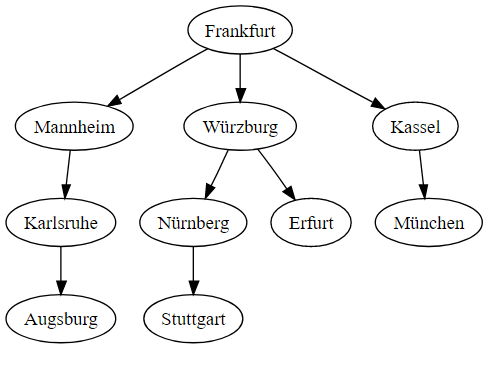 Frankfurt
Mannheim
Würzburg
Kassel
Karlsruhe
Nürnberg
Erfurt
München
Augsburg
Stuttgart